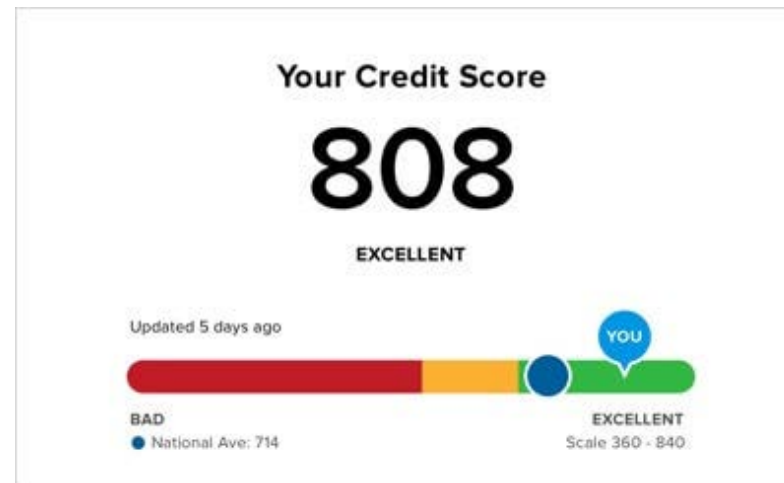 Your Credit Score
808
EXCELLENT
Updated 5 days ago
YOU
BAD
EXCELLENT
National Ave: 714
Scale 360 - 840